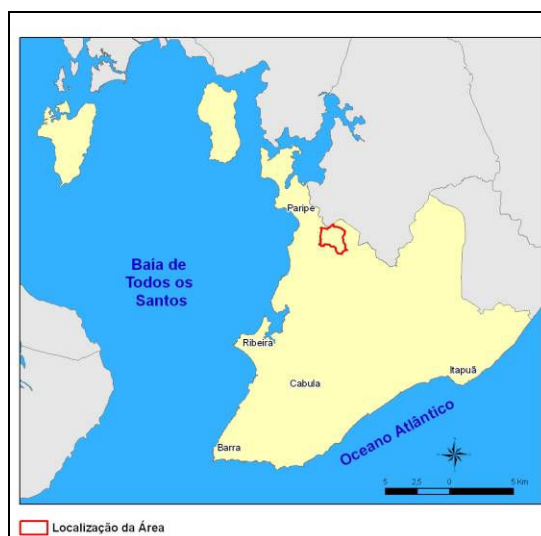 Paripe
Baía de
Todos os
Santos
Ribeira
Itapuã
Cabula
Oceano Atlântico
Barra
5 2,5 0 5 Km
Localização da Área